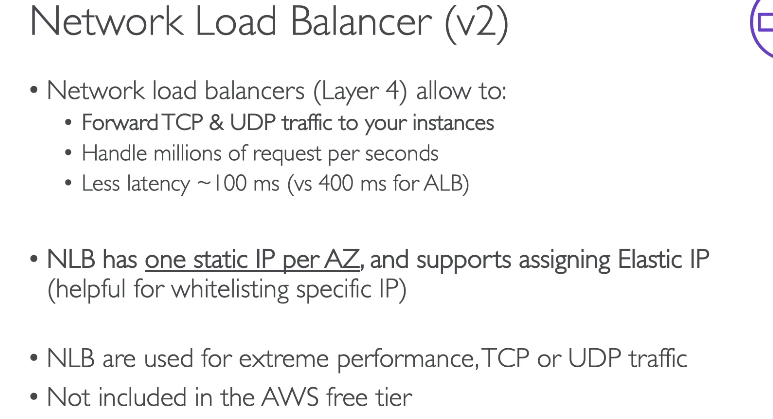 Network Load Balancer (v2)
• Network load balancers (Layer 4) allow to:
• Forward TCP & UDP traffic to your instances
• Handle millions of request per seconds
• Less latency ~100 ms (vs 400 ms for ALB)
• NLB has one static IP per AZ, and supports assigning Elastic IP
(helpful for whitelisting specific IP)
• NLB are used for extreme performance, TCP or UDP traffic
• Not included in the AWS free tier